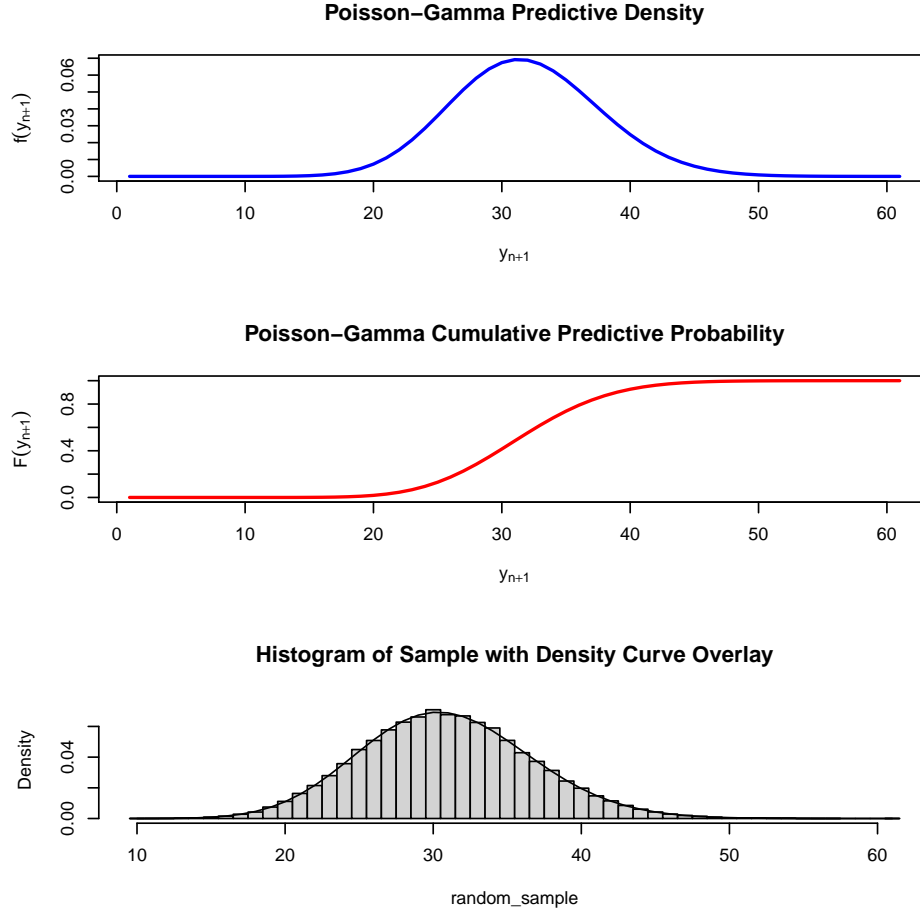 Poisson−Gamma Predictive Density
f(yn+1)
0.00 0.03 0.06
0 10 20 30 40 50 60
yn+1
Poisson−Gamma Cumulative Predictive Probability
F(yn+1)
0.0 0.4 0.8
0 10 20 30 40 50 60
yn+1
Histogram of Sample with Density Curve Overlay
Density
0.00 0.04
10 20 30 40 50 60
random_sample